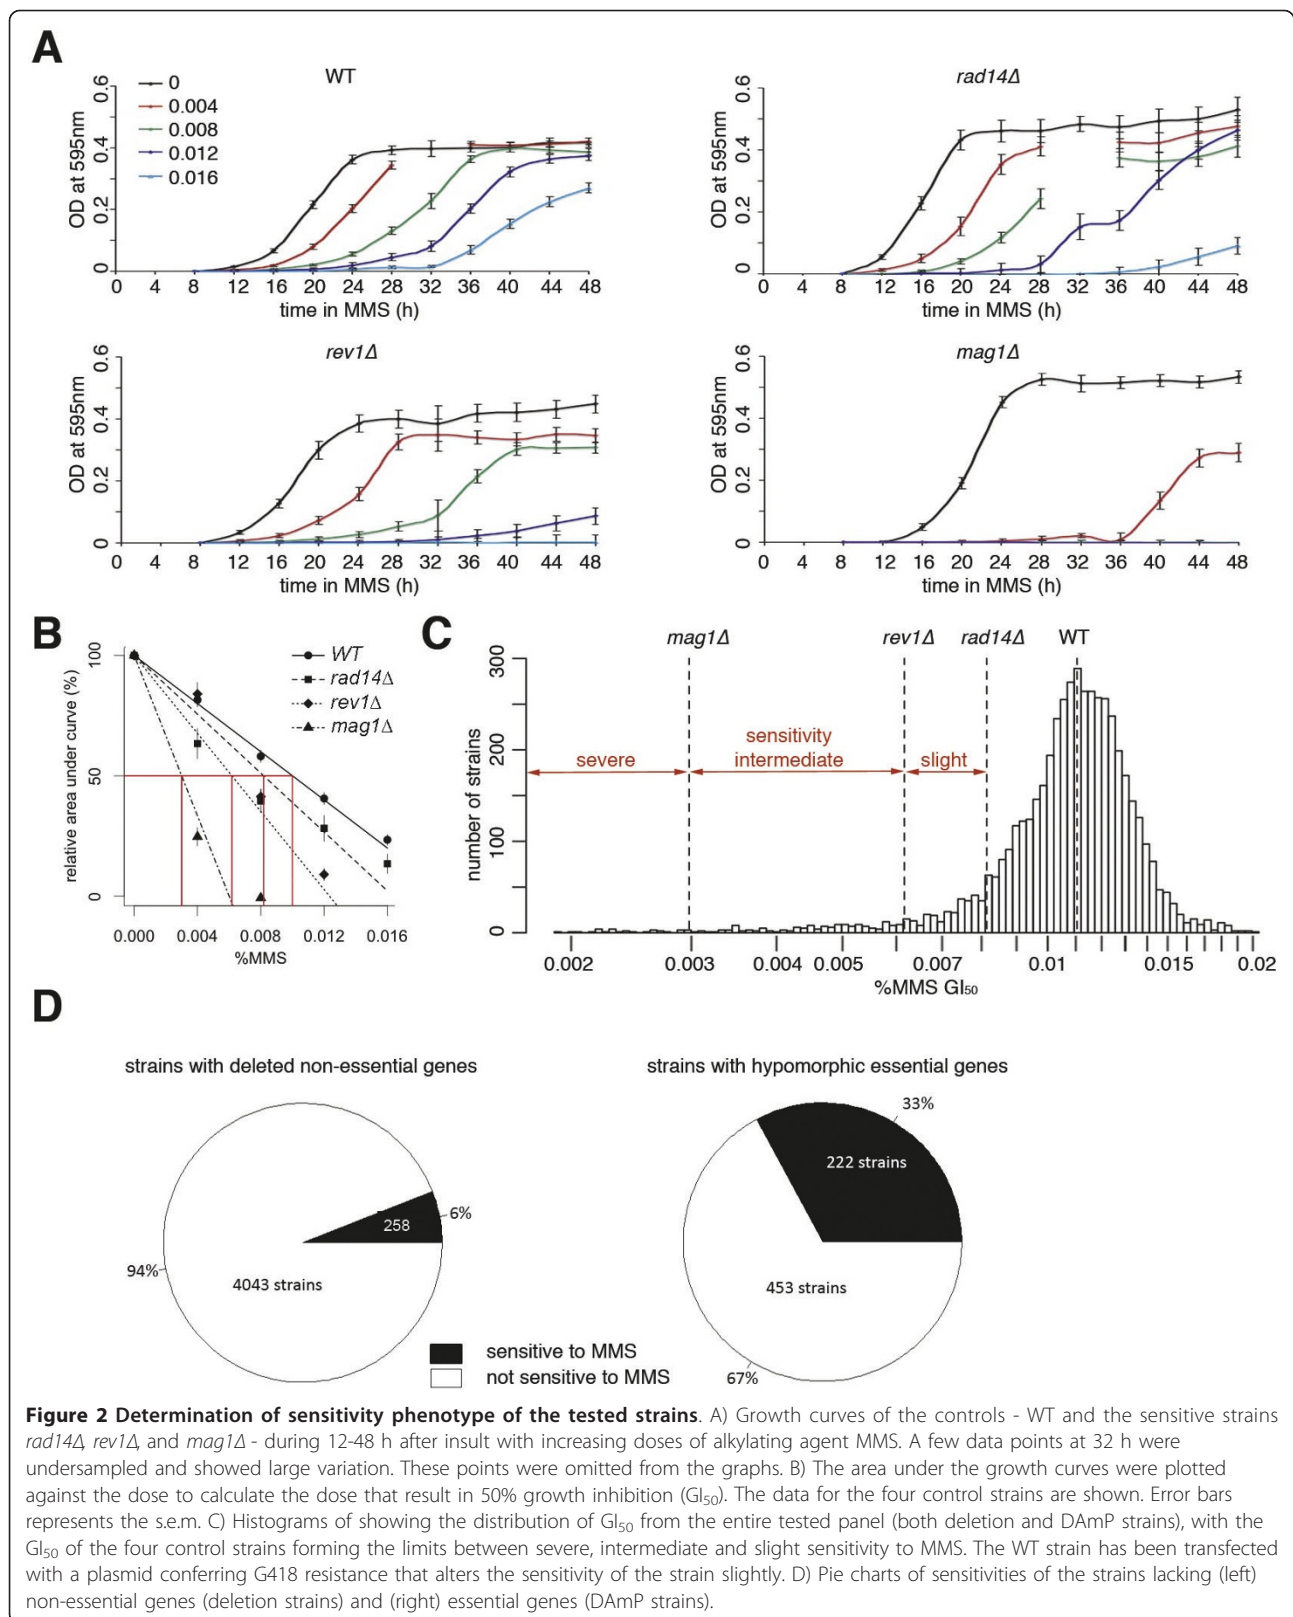 A
WT
0
0.004
0.008
0.012
0.016
OD at 595nm
0 0.2 0.4 0.6
0 4 8 12 16 20 24 28 32 36 40 44 48
time in MMS (h)
rad14Δ
OD at 595nm
0 0.2 0.4 0.6
0 4 8 12 16 20 24 28 32 36 40 44 48
time in MMS (h)
rev1Δ
OD at 595nm
0 0.2 0.4 0.6
0 4 8 12 16 20 24 28 32 36 40 44 48
time in MMS (h)
mag1Δ
OD at 595nm
0 0.2 0.4 0.6
0 4 8 12 16 20 24 28 32 36 40 44 48
time in MMS (h)
B
WT
rad14Δ
rev1Δ
mag1Δ
relative area under curve (%)
0 50 100
0.000 0.004 0.008 0.012 0.016
%MMS
C
mag1Δ rev1Δ rad14Δ WT
number of strains
0 100 200 300
severe
sensitivity
intermediate
slight
0.002 0.003 0.004 0.005 0.007 0.01 0.015 0.02
%MMS GI50
D
strains with deleted non-essential genes
258
6%
94%
4043 strains
strains with hypomorphic essential genes
33%
222 strains
453 strains
67%
sensitive to MMS
not sensitive to MMS
Figure 2 Determination of sensitivity phenotype of the tested strains. A) Growth curves of the controls - WT and the sensitive strains
rad14Δ, rev1Δ, and mag1Δ - during 12-48 h after insult with increasing doses of alkylating agent MMS. A few data points at 32 h were
undersampled and showed large variation. These points were omitted from the graphs. B) The area under the growth curves were plotted
against the dose to calculate the dose that result in 50% growth inhibition (GI50). The data for the four control strains are shown. Error bars
represents the s.e.m. C) Histograms of showing the distribution of GI50 from the entire tested panel (both deletion and DAmP strains), with the
GI50 of the four control strains forming the limits between severe, intermediate and slight sensitivity to MMS. The WT strain has been transfected
with a plasmid conferring G418 resistance that alters the sensitivity of the strain slightly. D) Pie charts of sensitivities of the strains lacking (left)
non-essential genes (deletion strains) and (right) essential genes (DAmP strains).